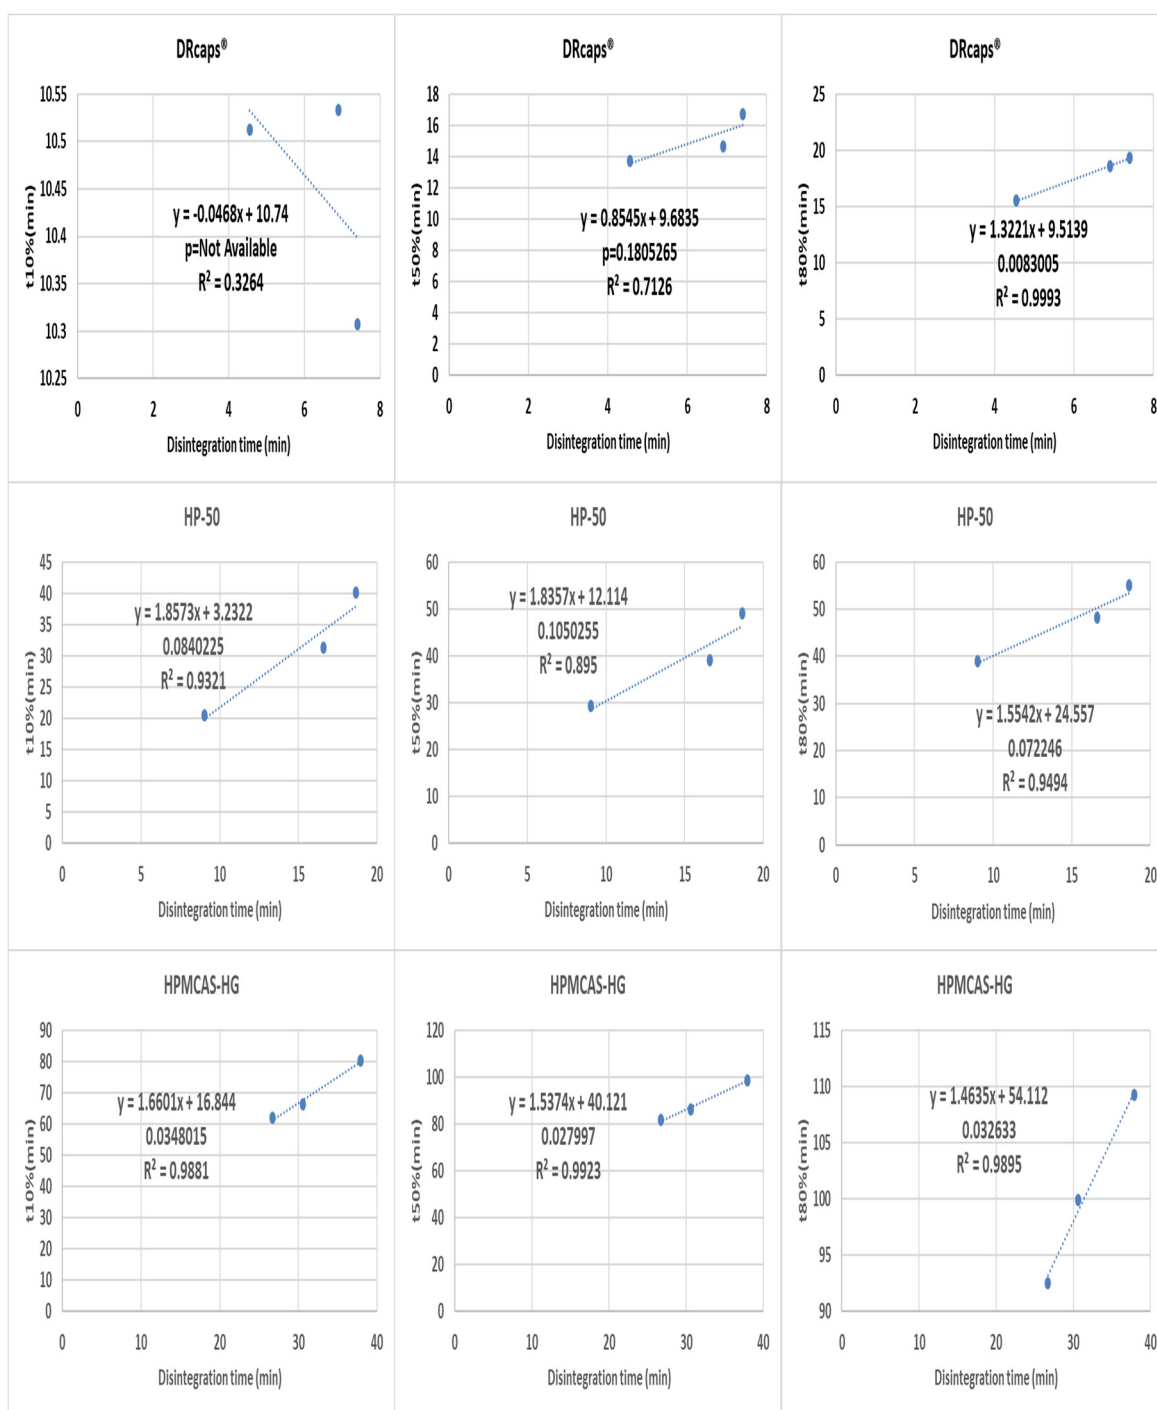 DRcaps®
t10%(min)
10.55
10.5
10.45
10.4
10.35
10.3
10.25
y = -0.0468x + 10.74
p=Not Available
R² = 0.3264
0 2 4 6 8
Disintegration time (min)
DRcaps®
t50%(min)
18
16
14
12
10
8
6
4
2
0
y = 0.8545x + 9.6835
p=0.1805265
R² = 0.7126
0 2 4 6 8
Disintegration time (min)
DRcaps®
t80%(min)
25
20
15
10
5
0
y = 1.3221x + 9.5139
0.0083005
R² = 0.9993
0 2 4 6 8
Disintegration time (min)
HP-50
t10%(min)
45
40
35
30
25
20
15
10
5
0
y = 1.8573x + 3.2322
0.0840225
R² = 0.9321
0 5 10 15 20
Disintegration time (min)
HP-50
t50%(min)
60
50
40
30
20
10
0
y = 1.8357x + 12.114
0.1050255
R² = 0.895
0 5 10 15 20
Disintegration time (min)
HP-50
t80%(min)
60
50
40
30
20
10
0
y = 1.5542x + 24.557
0.072246
R² = 0.9494
0 5 10 15 20
Disintegration time (min)
HPMCAS-HG
t10%(min)
90
80
70
60
50
40
30
20
10
0
y = 1.6601x + 16.844
0.0348015
R² = 0.9881
0 10 20 30 40
Disintegration time (min)
HPMCAS-HG
t50%(min)
120
100
80
60
40
20
0
y = 1.5374x + 40.121
0.027997
R² = 0.9923
0 10 20 30 40
Disintegration time (min)
HPMCAS-HG
t80%(min)
115
110
105
100
95
90
y = 1.4635x + 54.112
0.032633
R² = 0.9895
0 10 20 30 40
Disintegration time (min)